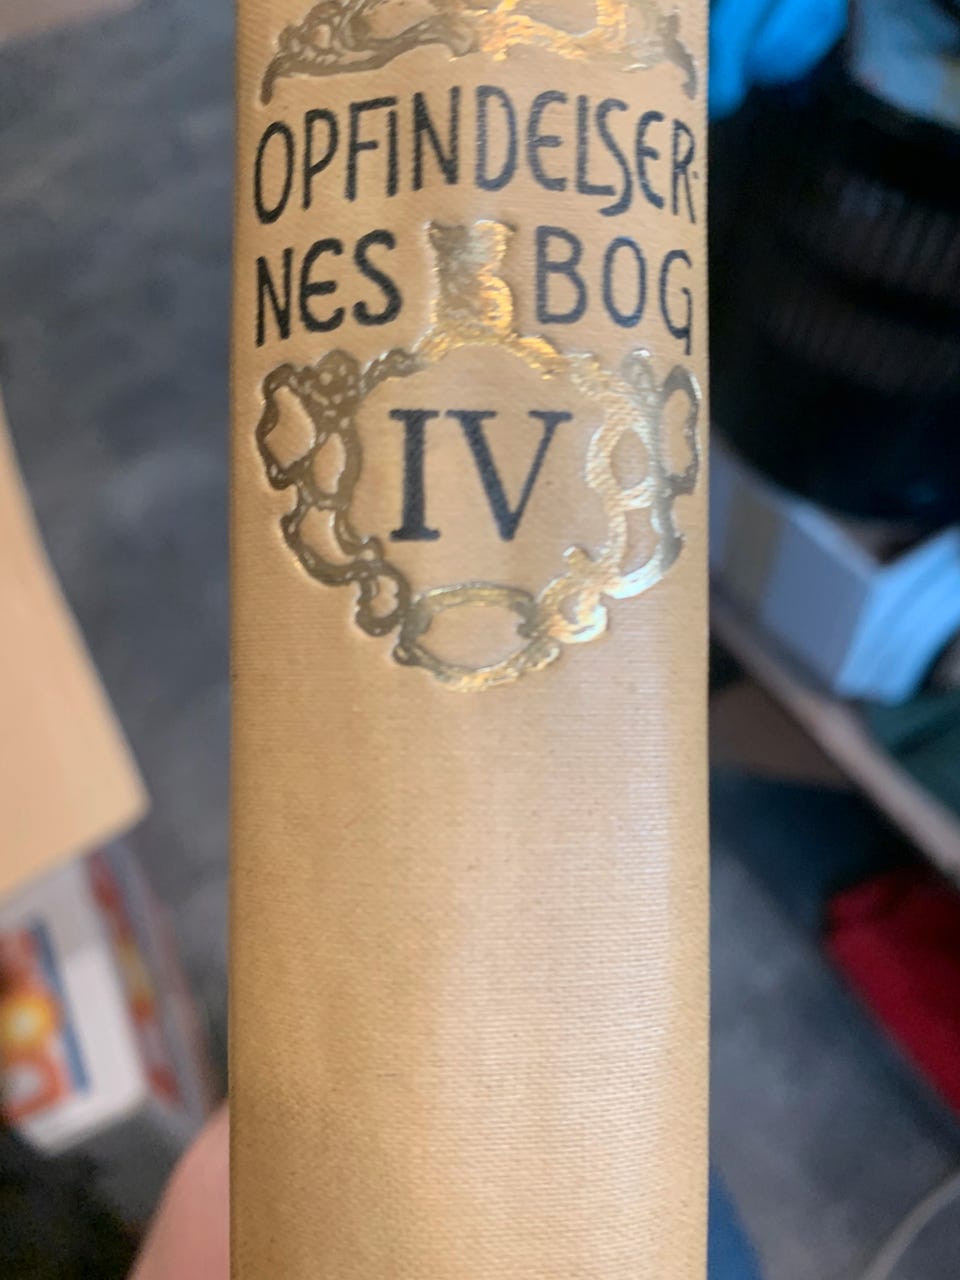 OPFINDELSER-
NES BOG
IV